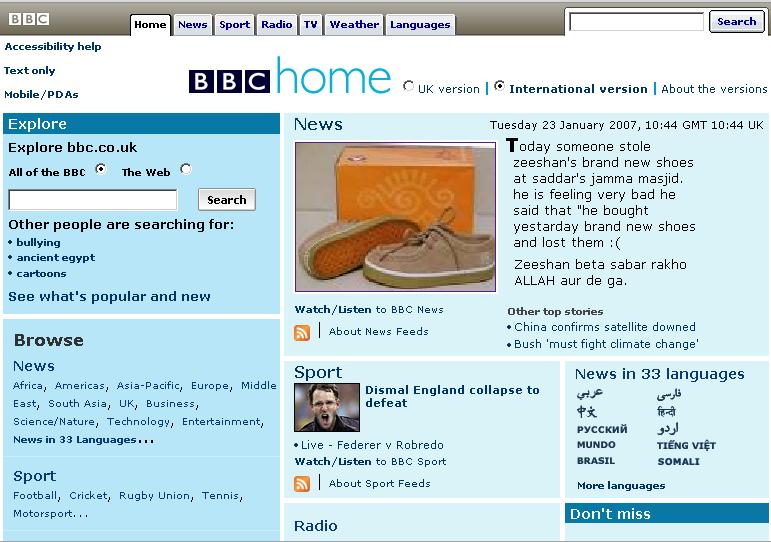 BBC
Home News Sport Radio TV Weather Languages
Search
Accessibility help
Text only
Mobile/PDAs
BBC home
UK version | International version | About the versions
Explore
Explore bbc.co.uk
All of the BBC The Web
Search
Other people are searching for:
• bullying
• ancient egypt
• cartoons
See what's popular and new
Browse
News
Africa, Americas, Asia-Pacific, Europe, Middle
East, South Asia, UK, Business,
Science/Nature, Technology, Entertainment,
News in 33 Languages...
Sport
Football, Cricket, Rugby Union, Tennis,
Motorsport...
News
Tuesday 23 January 2007, 10:44 GMT 10:44 UK
Today someone stole
zeeshan's brand new shoes
at saddar's jamma masjid.
he is feeling very bad he
said that "he bought
yestarday brand new shoes
and lost them :(
Zeeshan beta sabar rakho
ALLAH aur de ga.
Watch/Listen to BBC News
| About News Feeds
Other top stories
• China confirms satellite downed
• Bush 'must fight climate change'
Sport
Dismal England collapse to
defeat
• Live - Federer v Robredo
Watch/Listen to BBC Sport
| About Sport Feeds
News in 33 languages
عربي فارسی
中文 हिन्दी
РУССКИЙ اردو
MUNDO TIẾNG VIỆT
BRASIL SOMALI
More languages
Radio
Don't miss